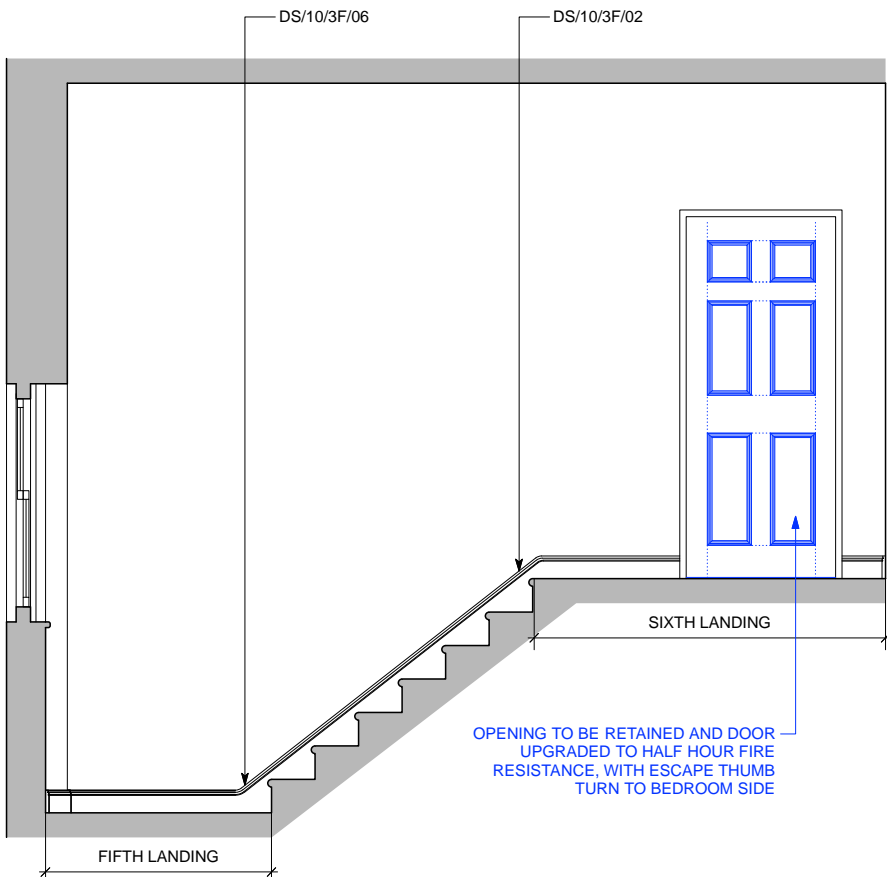 DS/10/3F/06
DS/10/3F/02
SIXTH LANDING
OPENING TO BE RETAINED AND DOOR
UPGRADED TO HALF HOUR FIRE
RESISTANCE, WITH ESCAPE THUMB
TURN TO BEDROOM SIDE
FIFTH LANDING